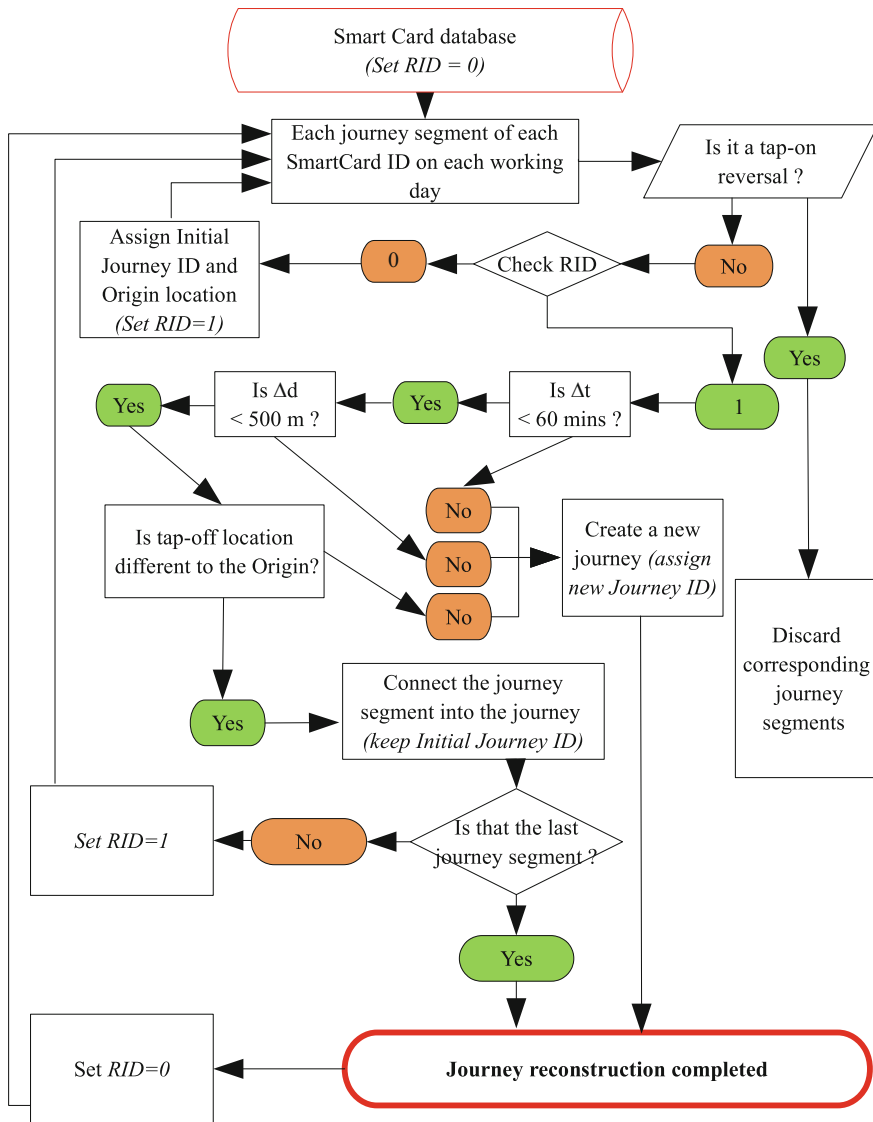 Smart Card database
(Set RID = 0)
Each journey segment of each
SmartCard ID on each working
day
Is it a tap-on
reversal ?
Assign Initial
Journey ID and
Origin location
(Set RID=1)
0
Check RID
No
Yes
Yes
Is Δd
< 500 m ?
Yes
Is Δt
< 60 mins ?
1
No
No
No
Is tap-off location
different to the Origin?
Create a new
journey (assign
new Journey ID)
Discard
corresponding
journey
segments
Yes
Connect the journey
segment into the journey
(keep Initial Journey ID)
Set RID=1
No
Is that the last
journey segment ?
Yes
Set RID=0
Journey reconstruction completed